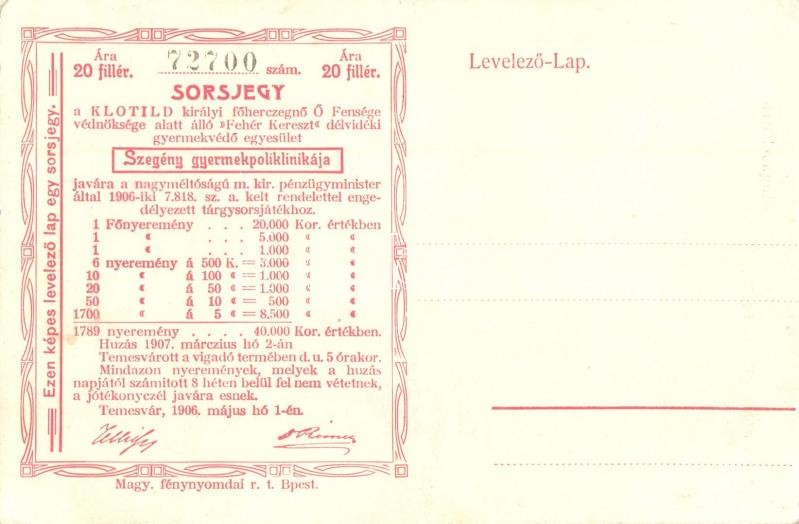 Ára 72700 Ára
20 fillér. szám. 20 fillér.
SORSJEGY
a KLOTILD királyi főherczegnő Ő Fensége
védnöksége alatt álló »Fehér Kereszt« délvidéki
gyermekvédő egyesület
Szegény gyermekpoliklinikája
javára a nagyméltóságú m. kir. pénzügyminister
által 1906-iki 7.818. sz. a. kelt rendelettel enge-
délyezett tárgysorsjátékhoz.
1 Főnyeremény . . . 20,000 Kor. értékben
1 « . . . 5.000 « «
1 « . . . 1.000 « «
6 nyeremény á 500 K. = 3.000 « «
10 « á 100 « = 1.000 « «
20 « á 50 « = 1.000 « «
50 « á 10 « = 500 « «
1700 « á 5 « = 8.500 « «
1789 nyeremény . . . . 40.000 Kor. értékben.
Huzás 1907. márczius hó 2-án
Temesvárott a vigadó termében d. u. 5 órakor.
Mindazon nyeremények, melyek a huzás
napjától számitott 8 héten belül fel nem vétetnek,
a jótékonyczél javára esnek.
Temesvár, 1906. május hó 1-én.
Magy. fénynyomdai r. t. Bpest.
Ezen képes levelező lap egy sorsjegy.
Levelező-Lap.